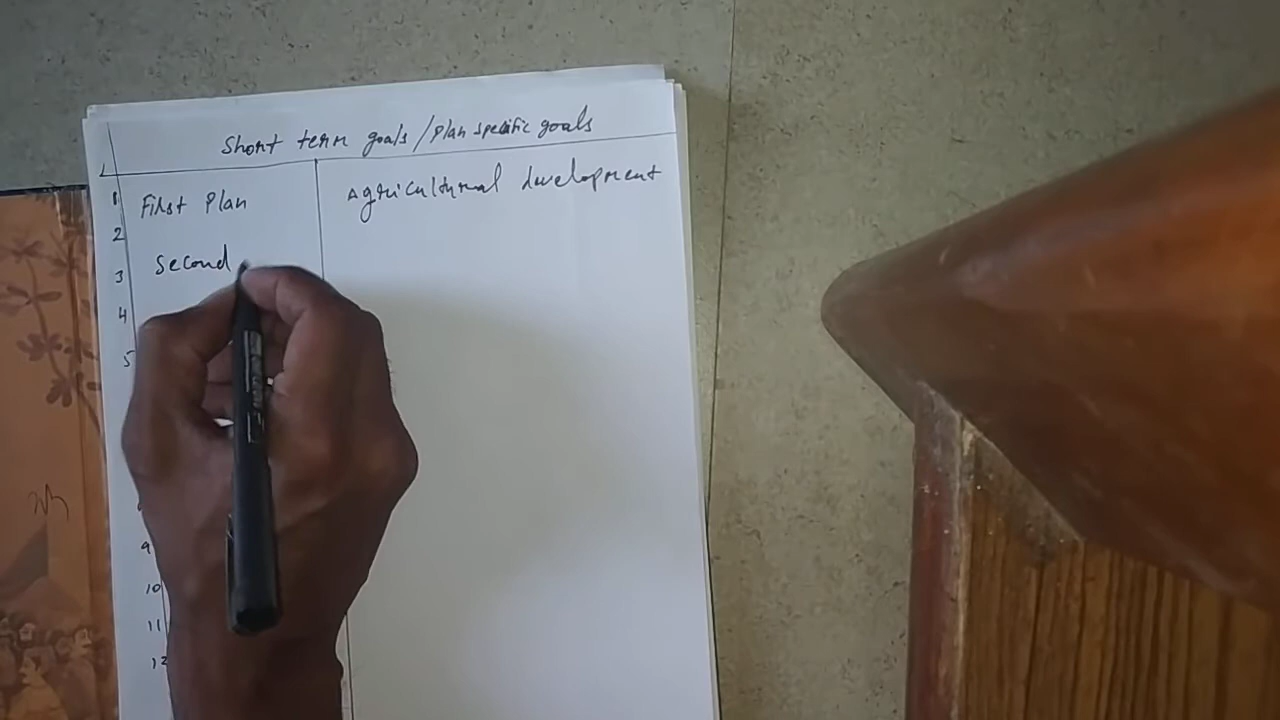 Short term goals / Plan specific goals
1 First Plan Agricultural development
2
3 Second
4
5
9
10
11
12